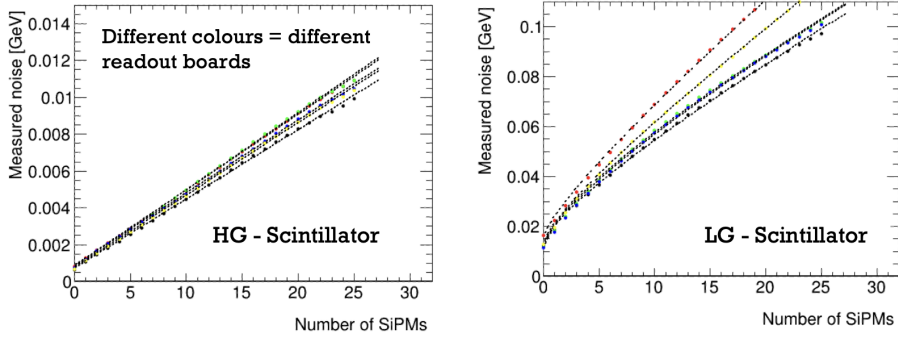 Measured noise [GeV]
0.014
0.012
0.01
0.008
0.006
0.004
0.002
0
Different colours = different
readout boards
HG - Scintillator
0 5 10 15 20 25 30
Number of SiPMs
Measured noise [GeV]
0.1
0.08
0.06
0.04
0.02
0
LG - Scintillator
0 5 10 15 20 25 30
Number of SiPMs